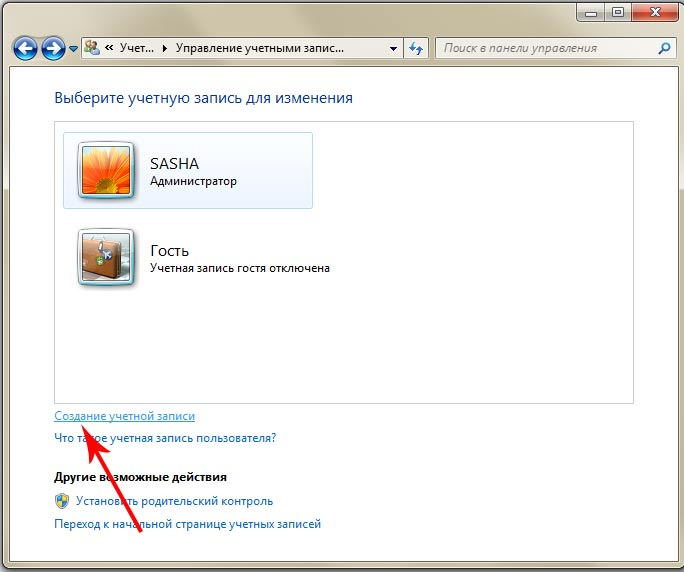 « Учет... Управление учетными запис... Поиск в панели управления
Выберите учетную запись для изменения
SASHA
Администратор
Гость
Учетная запись гостя отключена
Создание учетной записи
Что такое учетная запись пользователя?
Другие возможные действия
Установить родительский контроль
Переход к начальной странице учетных записей